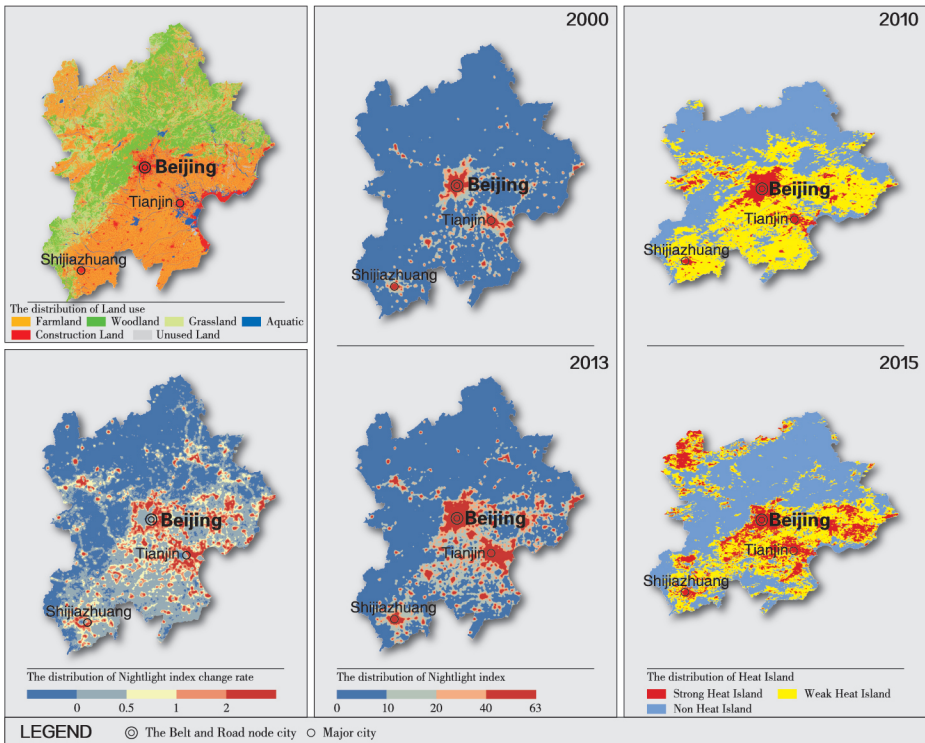 Beijing
Tianjin
Shijiazhuang
The distribution of Land use
Farmland Woodland Grassland Aquatic
Construction Land Unused Land
2000
Beijing
Tianjin
Shijiazhuang
2010
Beijing
Tianjin
Shijiazhuang
Beijing
Tianjin
Shijiazhuang
The distribution of Nightlight index change rate
0 0.5 1 2
2013
Beijing
Tianjin
Shijiazhuang
The distribution of Nightlight index
0 10 20 40 63
2015
Beijing
Tianjin
Shijiazhuang
The distribution of Heat Island
Strong Heat Island Weak Heat Island
Non Heat Island
LEGEND The Belt and Road node city Major city